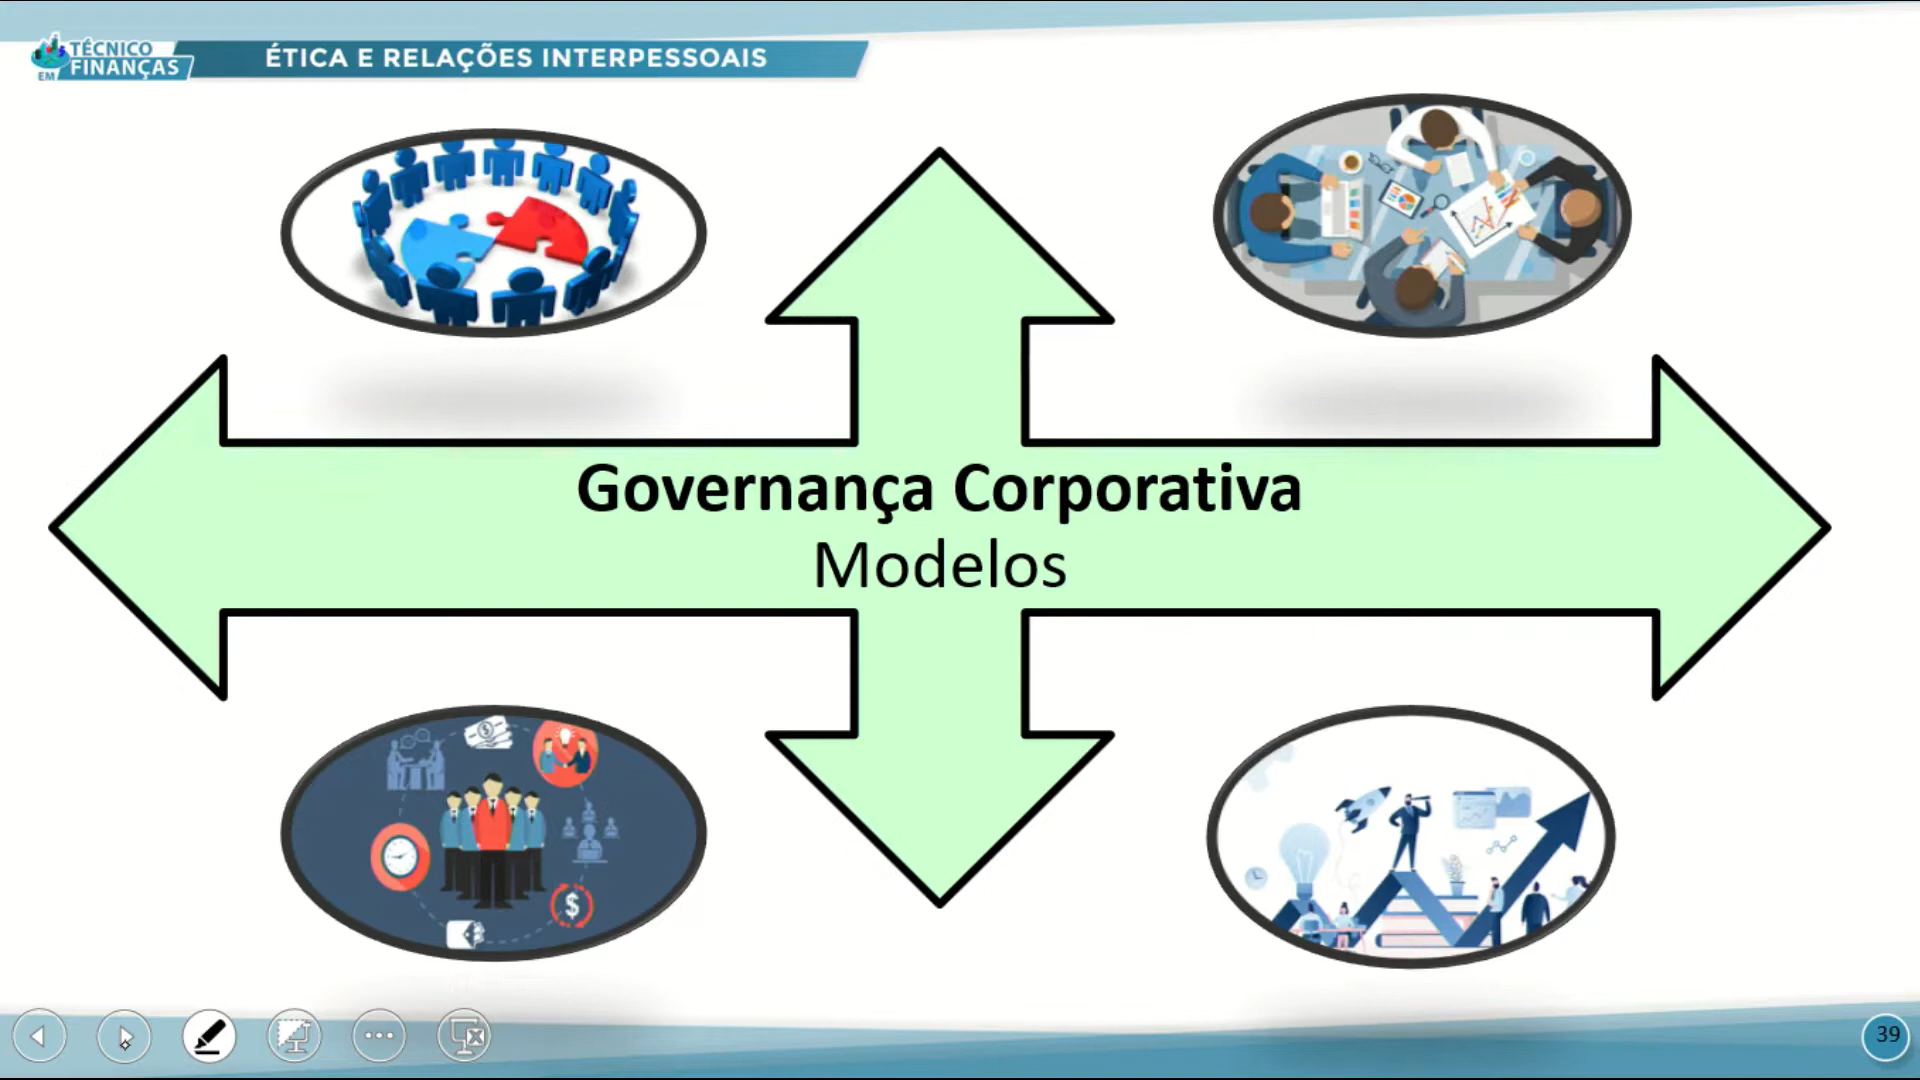 TÉCNICO
EM FINANÇAS
ÉTICA E RELAÇÕES INTERPESSOAIS
Governança Corporativa
Modelos
39